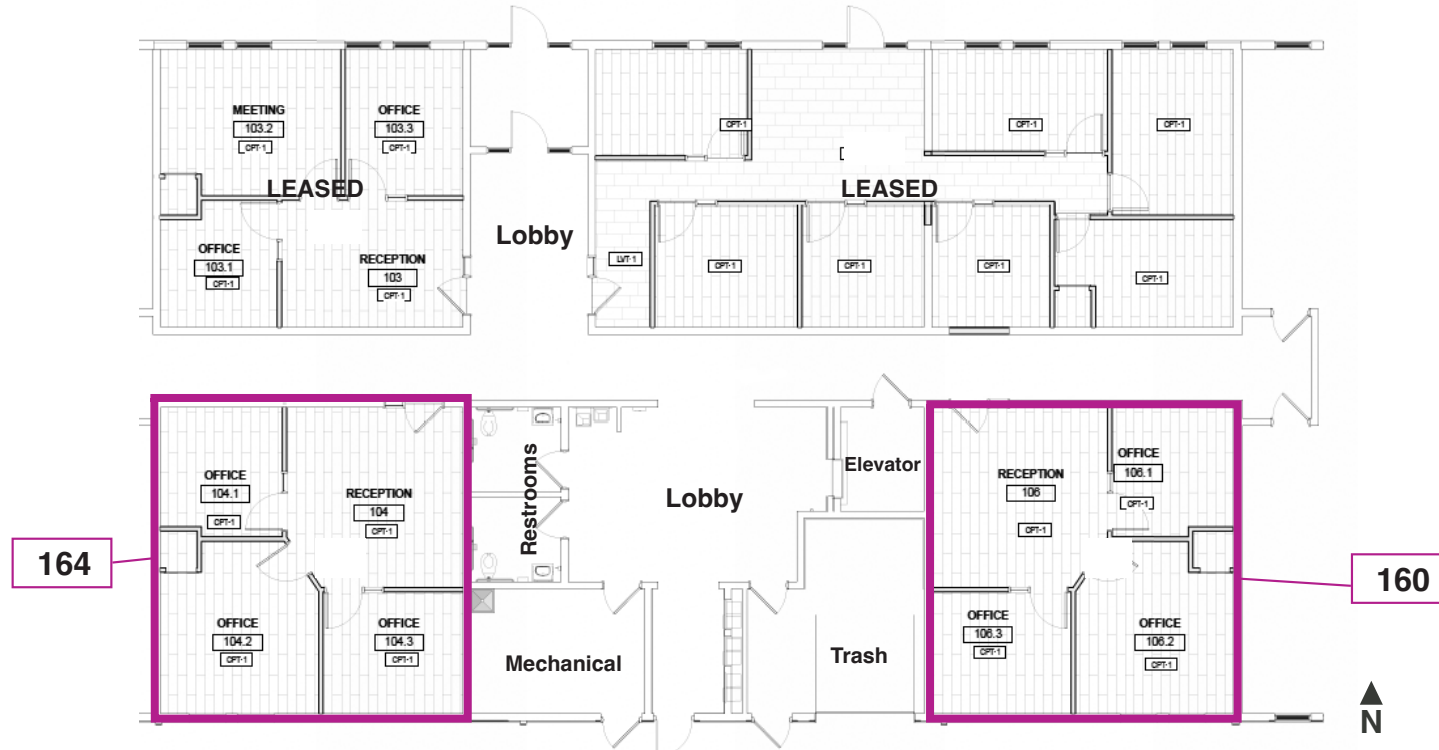 MEETING
103.2
CPT-1
OFFICE
103.3
CPT-1
LEASED
OFFICE
103.1
CPT-1
RECEPTION
103
CPT-1
Lobby
CPT-1
CPT-1
CPT-1
LEASED
LVT-1
CPT-1
CPT-1
CPT-1
CPT-1
OFFICE
104.1
CPT-1
RECEPTION
104
CPT-1
OFFICE
104.2
CPT-1
OFFICE
104.3
CPT-1
164
Restrooms
Mechanical
Lobby
Elevator
Trash
RECEPTION
106
CPT-1
OFFICE
106.1
CPT-1
OFFICE
106.3
CPT-1
OFFICE
106.2
CPT-1
160
N